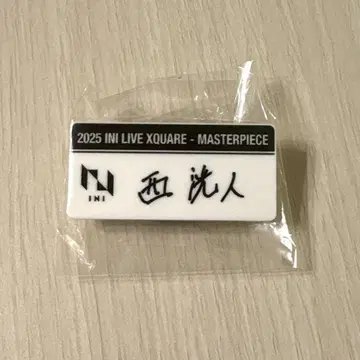 2025 INI LIVE XQUARE - MASTERPIECE
西 洸人
INI